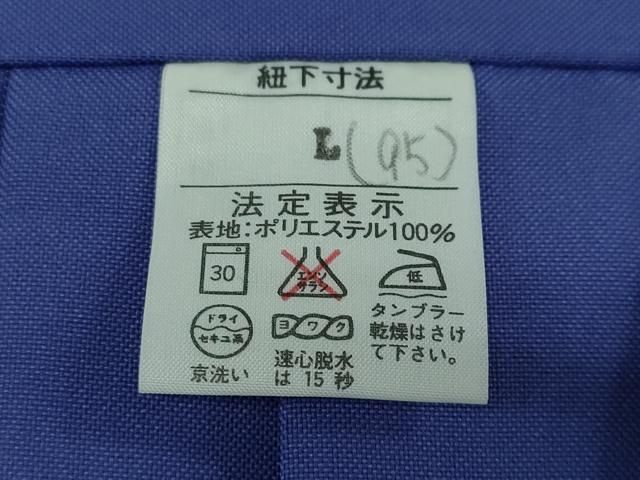 紐下寸法
L (95)
法定表示
表地：ポリエステル100%
30
エンソ
サラシ
低
ドライ
セキユ系
ヨワク
タンブラー
乾燥はさけ
て下さい。
京洗い
遠心脱水
は 15 秒